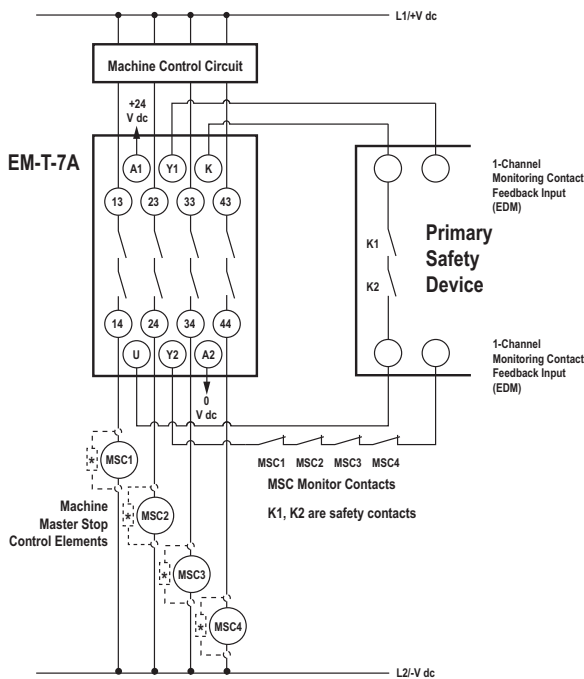 L1/+V dc
Machine Control Circuit
+24
V dc
EM-T-7A
A1
Y1
K
13
23
33
43
14
24
34
44
U
Y2
A2
0
V dc
1-Channel
Monitoring Contact
Feedback Input
(EDM)
K1
K2
Primary
Safety
Device
1-Channel
Monitoring Contact
Feedback Input
(EDM)
MSC1 MSC2 MSC3 MSC4
MSC Monitor Contacts
K1, K2 are safety contacts
* MSC1
Machine
Master Stop
Control Elements
* MSC2
* MSC3
* MSC4
L2/-V dc